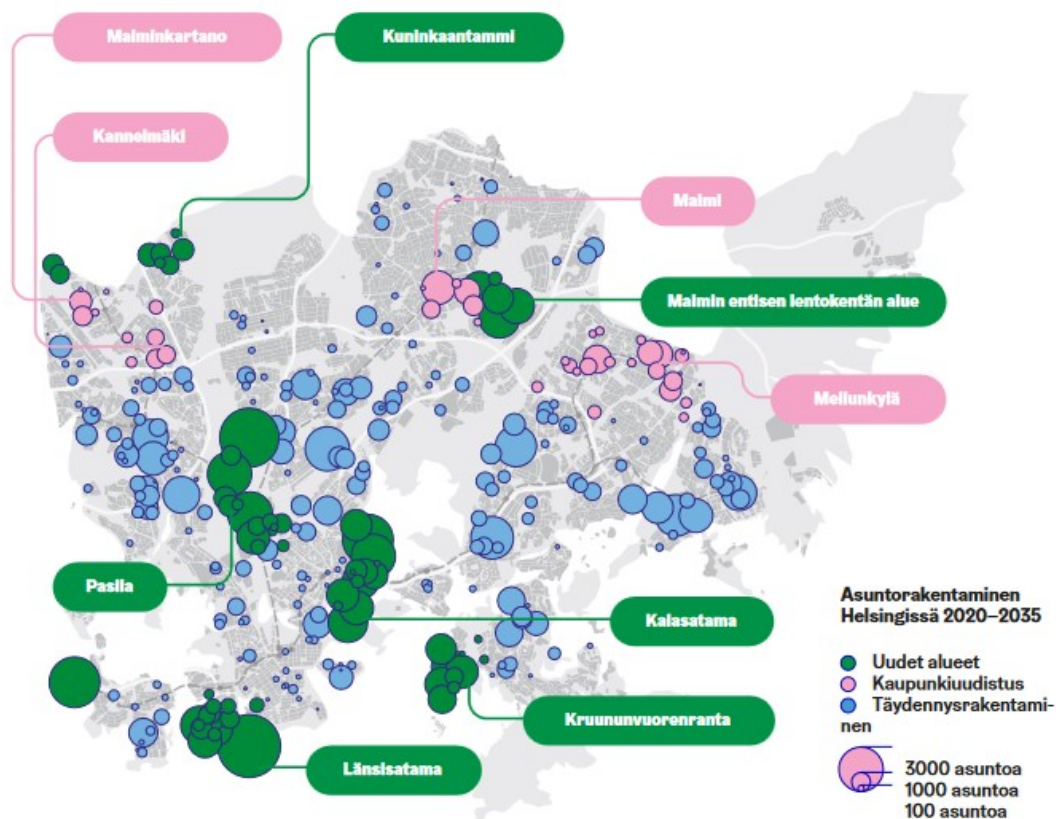 Malminkartano
Kuninkaantammi
Kannelmäki
Malmi
Malmin entisen lentokentän alue
Mellunkylä
Pasila
Kalasatama
Kruununvuorenranta
Länsisatama
Asuntorakentaminen
Helsingissä 2020–2035
Uudet alueet
Kaupunkiuudistus
Täydennysrakentami-
nen
3000 asuntoa
1000 asuntoa
100 asuntoa